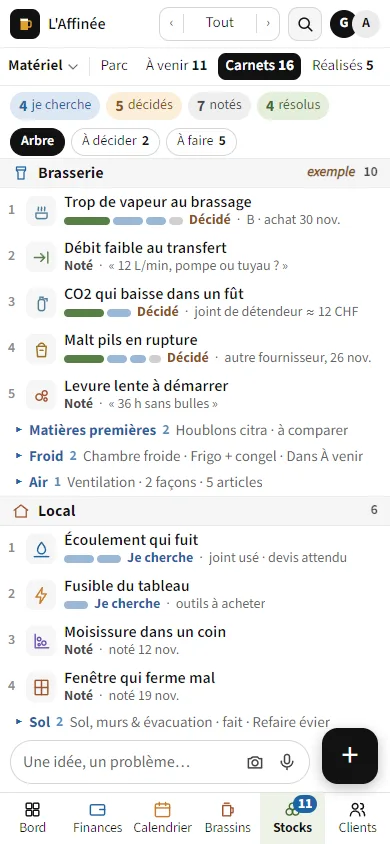 L'Affinée
‹ Tout ›
G A
Matériel Parc À venir 11 Carnets 16 Réalisés 5
4 je cherche 5 décidés 7 notés 4 résolus
Arbre À décider 2 À faire 5
Brasserie exemple 10
1 Trop de vapeur au brassage
Décidé · B · achat 30 nov.
2 Débit faible au transfert
Noté · « 12 L/min, pompe ou tuyau ? »
3 CO2 qui baisse dans un fût
Décidé · joint de détendeur ≈ 12 CHF
4 Malt pils en rupture
Décidé · autre fournisseur, 26 nov.
5 Levure lente à démarrer
Noté · « 36 h sans bulles »
▸ Matières premières 2 Houblons citra · à comparer
▸ Froid 2 Chambre froide · Frigo + congel · Dans À venir
▸ Air 1 Ventilation · 2 façons · 5 articles
Local 6
1 Écoulement qui fuit
Je cherche · joint usé · devis attendu
2 Fusible du tableau
Je cherche · outils à acheter
3 Moisissure dans un coin
Noté · noté 12 nov.
4 Fenêtre qui ferme mal
Noté · noté 19 nov.
▸ Sol 2 Sol, murs & évacuation · fait · Refaire évier
Une idée, un problème…
+
11
Bord Finances Calendrier Brassins Stocks Clients